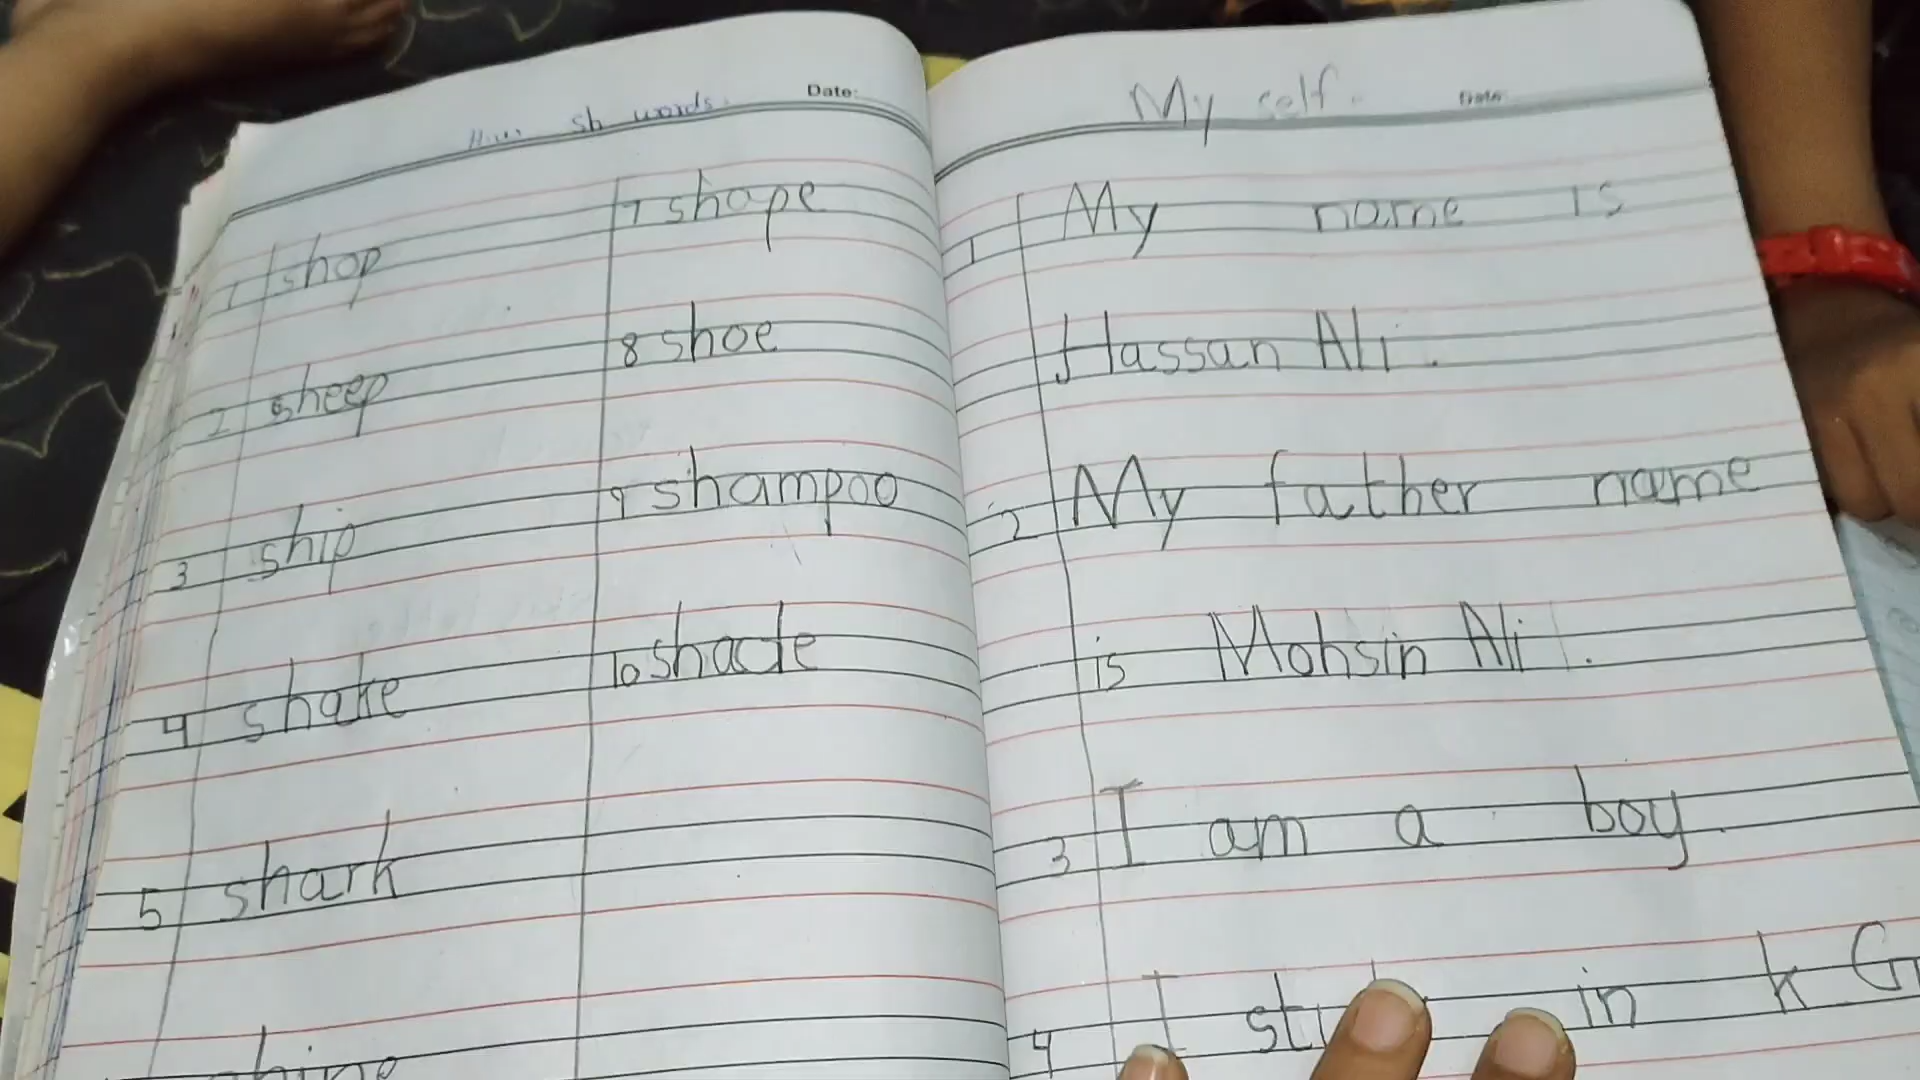 sh words.
Date:
1 shop
2 sheep
3 ship
4 shake
5 shark
7 shape
8 shoe
9 shampoo
10 shade
My self.
Date:
1 My name is
Hassan Ali.
2 My father name
is Mohsin Ali.
3 I am a boy.
4 I in k G